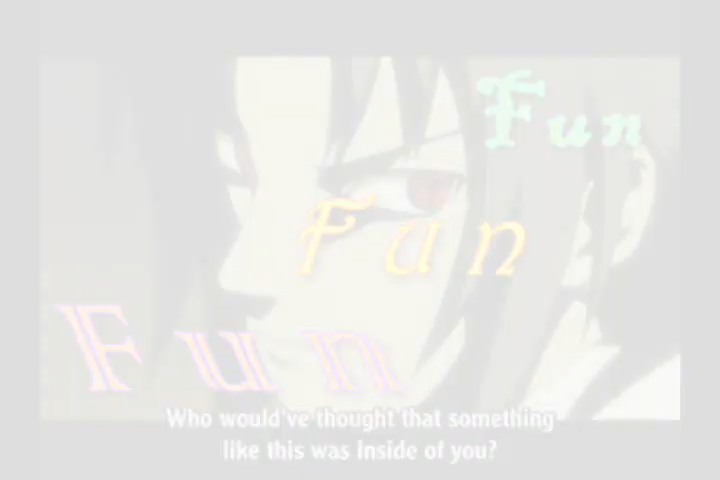 Fun
Fun
Fun
Who would've thought that something
like this was inside of you?